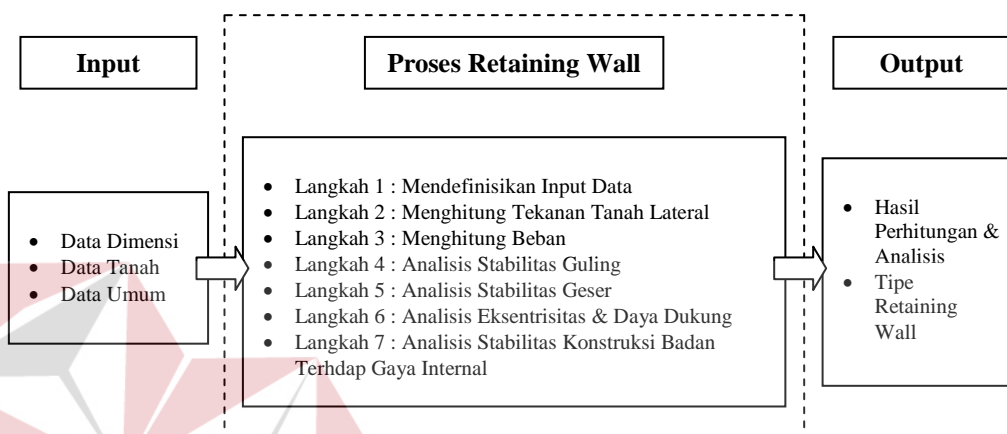 Input
Proses Retaining Wall
Output
• Data Dimensi
• Data Tanah
• Data Umum
• Langkah 1 : Mendefinisikan Input Data
• Langkah 2 : Menghitung Tekanan Tanah Lateral
• Langkah 3 : Menghitung Beban
• Langkah 4 : Analisis Stabilitas Guling
• Langkah 5 : Analisis Stabilitas Geser
• Langkah 6 : Analisis Eksentrisitas & Daya Dukung
• Langkah 7 : Analisis Stabilitas Konstruksi Badan
Terhdap Gaya Internal
• Hasil
Perhitungan &
Analisis
• Tipe
Retaining
Wall